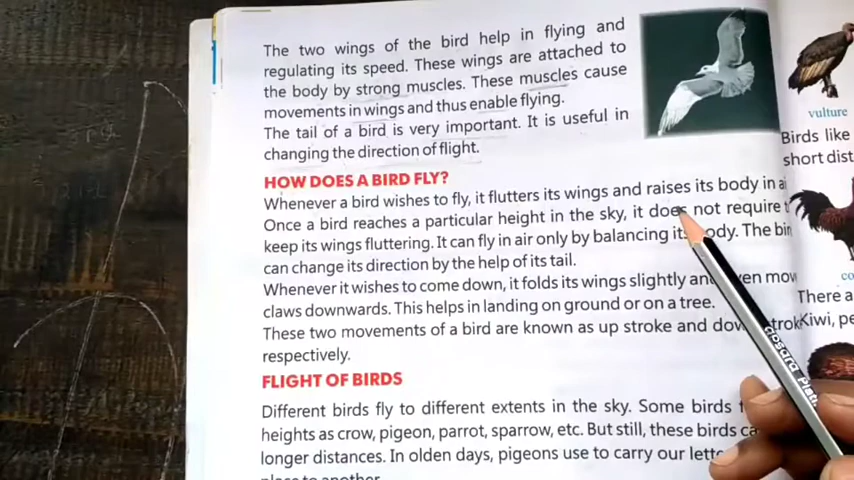 The two wings of the bird help in flying and
regulating its speed. These wings are attached to
the body by strong muscles. These muscles cause
movements in wings and thus enable flying.
The tail of a bird is very important. It is useful in
changing the direction of flight.
HOW DOES A BIRD FLY?
Whenever a bird wishes to fly, it flutters its wings and raises its body in
Once a bird reaches a particular height in the sky, it does not require
keep its wings fluttering. It can fly in air only by balancing its body. The
can change its direction by the help of its tail.
Whenever it wishes to come down, it folds its wings slightly
claws downwards. This helps in landing on ground or on a tree.
These two movements of a bird are known as up stroke and
respectively.
FLIGHT OF BIRDS
Different birds fly to different extents in the sky. Some birds
heights as crow, pigeon, parrot, sparrow, etc. But still, these birds
longer distances. In olden days, pigeons use to carry our
place to another.
vulture
Birds like
short
There a
Kiwi,
apsara